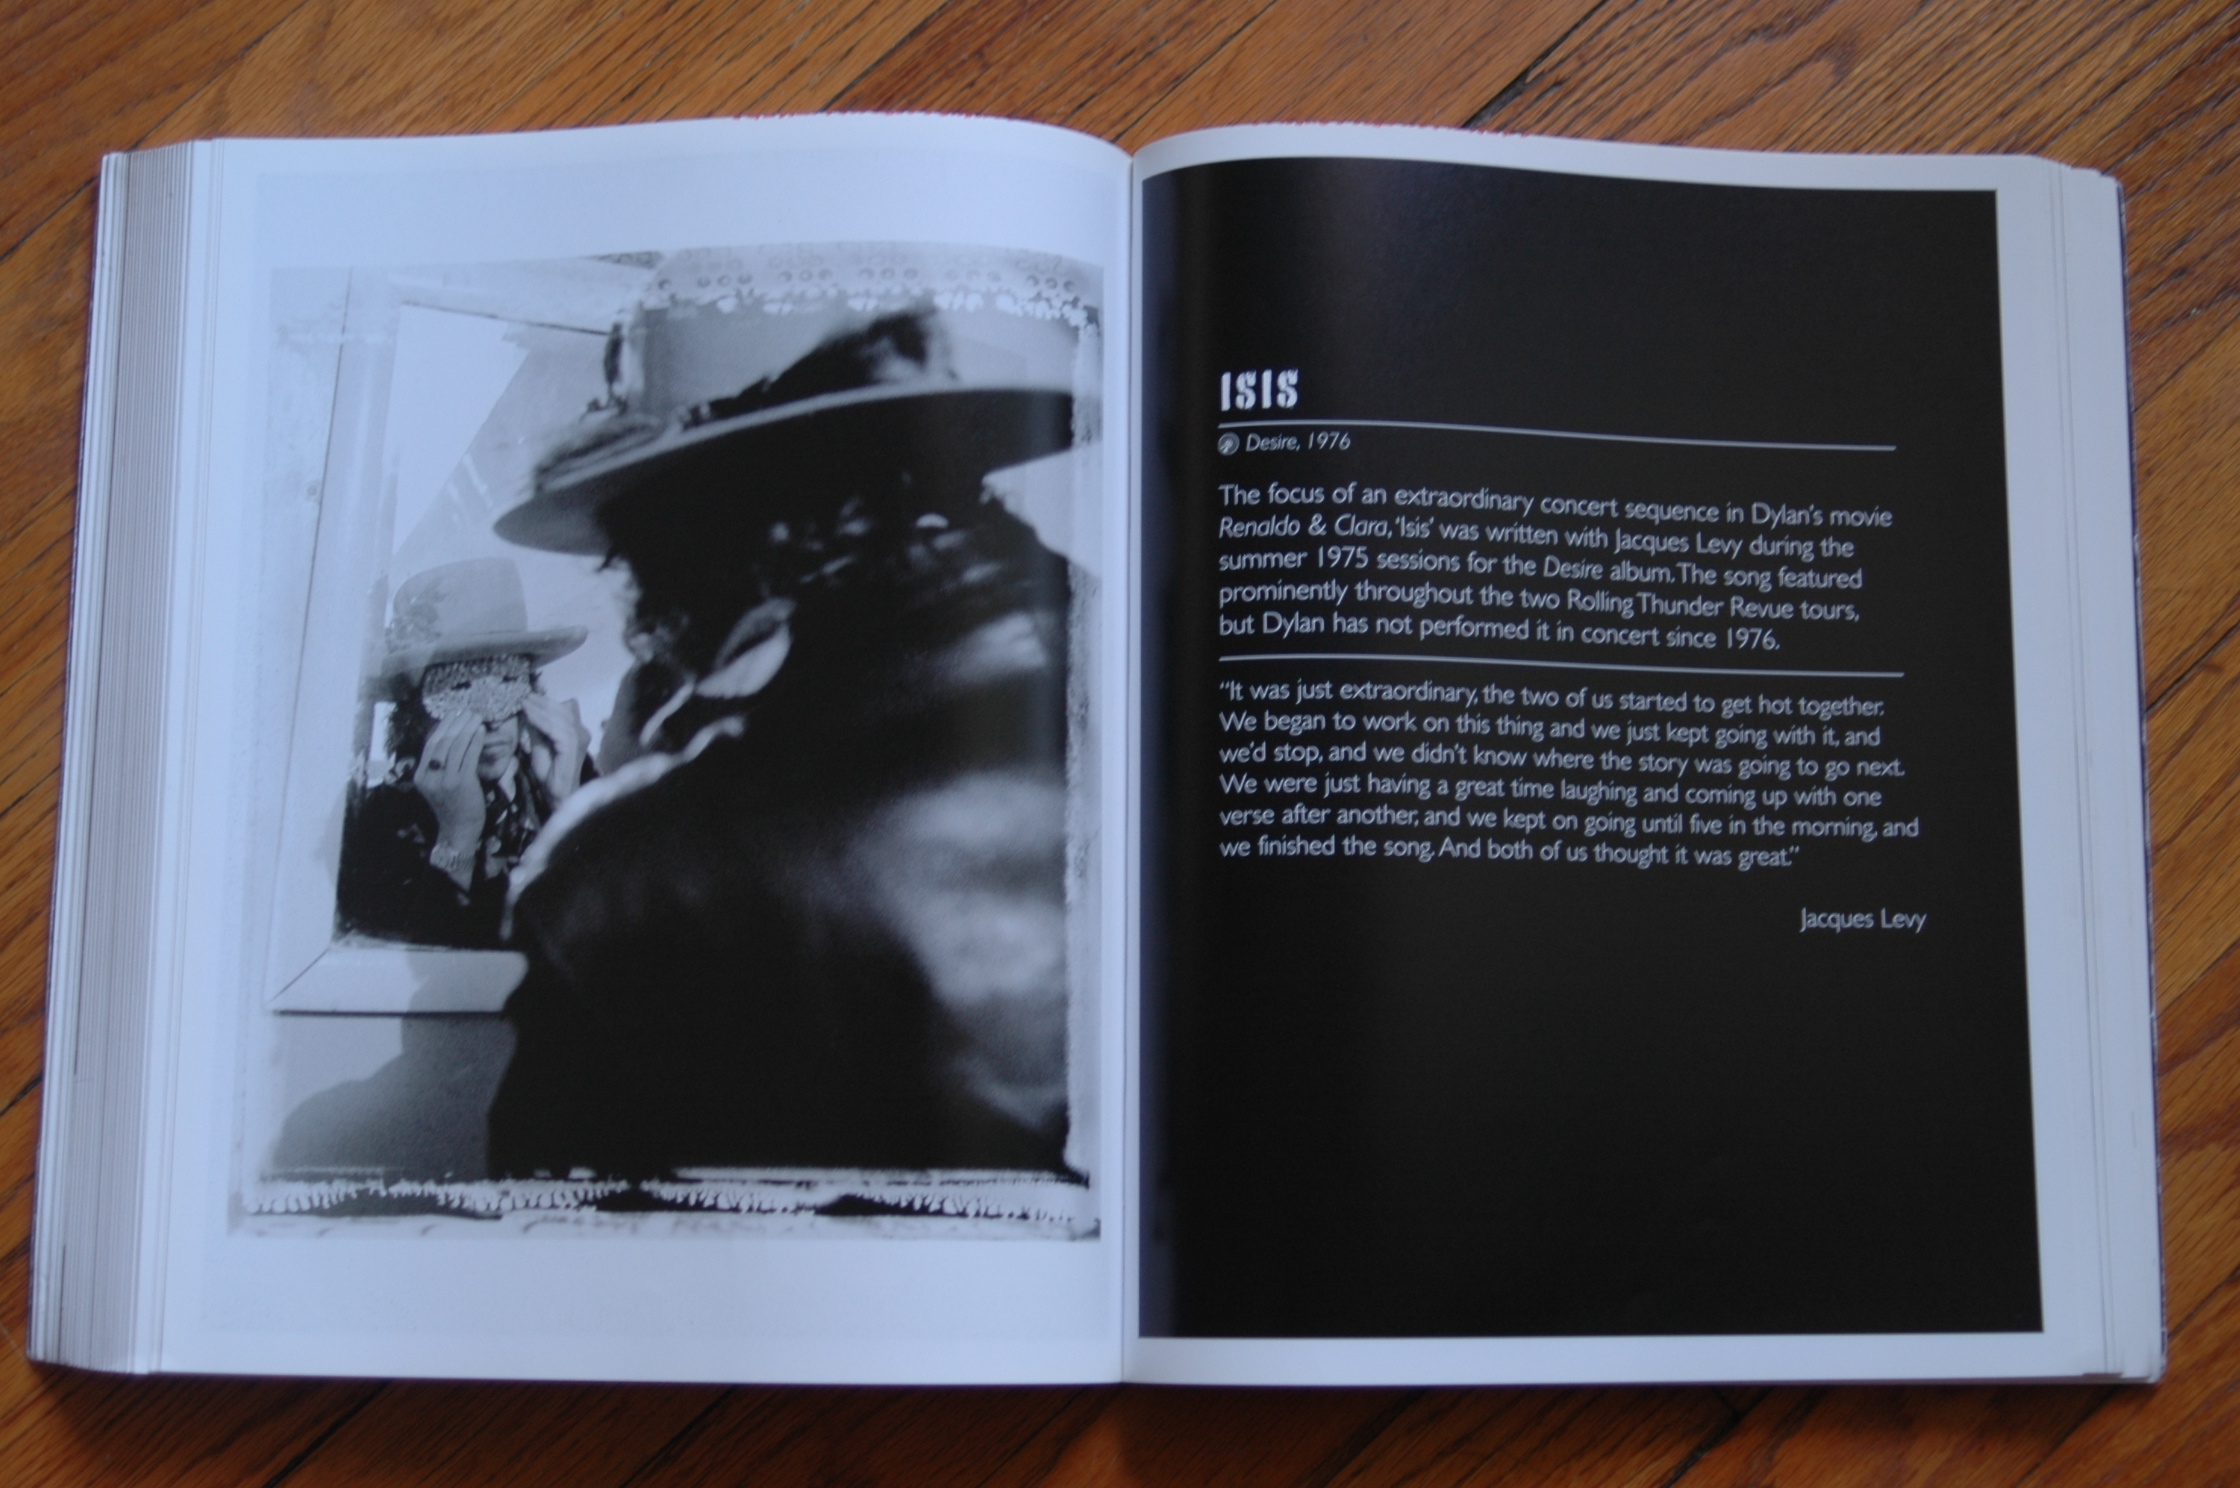 ISIS
Desire, 1976
The focus of an extraordinary concert sequence in Dylan's movie
Renaldo & Clara, 'Isis' was written with Jacques Levy during the
summer 1975 sessions for the Desire album. The song featured
prominently throughout the two Rolling Thunder Revue tours,
but Dylan has not performed it in concert since 1976.
"It was just extraordinary, the two of us started to get hot together.
We began to work on this thing and we just kept going with it, and
we'd stop, and we didn't know where the story was going to go next.
We were just having a great time laughing and coming up with one
verse after another, and we kept on going until five in the morning, and
we finished the song. And both of us thought it was great."
Jacques Levy